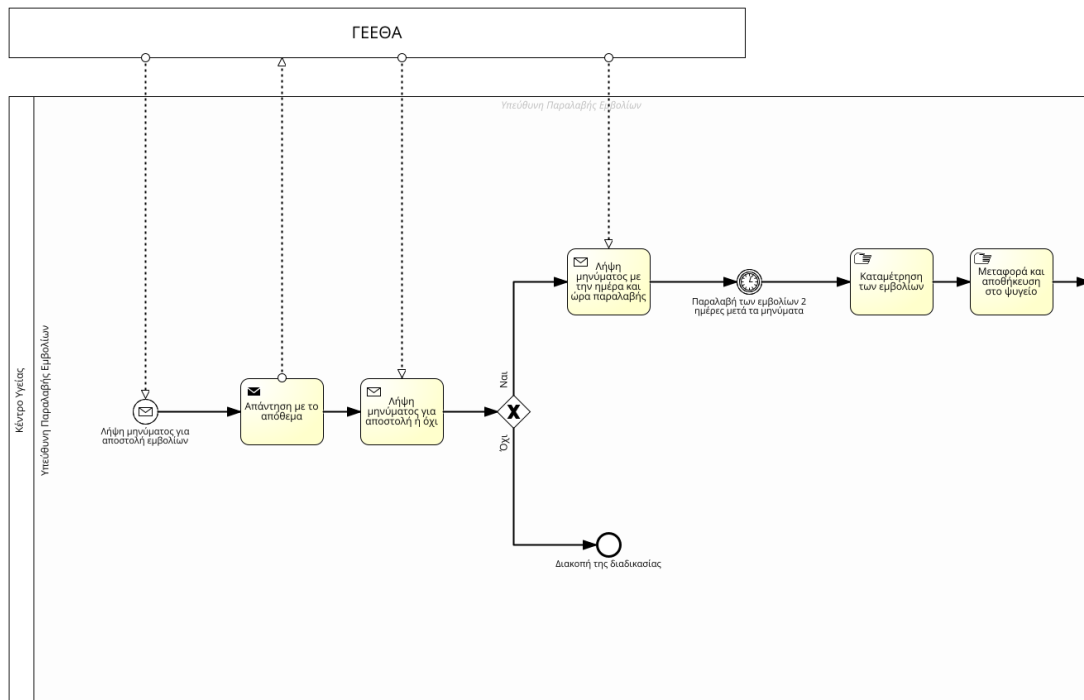 ΓΕΕΘΑ
Υπεύθυνη Παραλαβής Εμβολίων
Κέντρο Υγείας
Υπεύθυνη Παραλαβής Εμβολίων
Λήψη μηνύματος για
αποστολή εμβολίων
Απάντηση με το
απόθεμα
Λήψη
μηνύματος για
αποστολή ή όχι
Ναι
Όχι
Λήψη
μηνύματος με
την ημέρα και
ώρα παραλαβής
Παραλαβή των εμβολίων 2
ημέρες μετά τα μηνύματα
Καταμέτρηση
των εμβολίων
Μεταφορά και
αποθήκευση
στο ψυγείο
Διακοπή της διαδικασίας